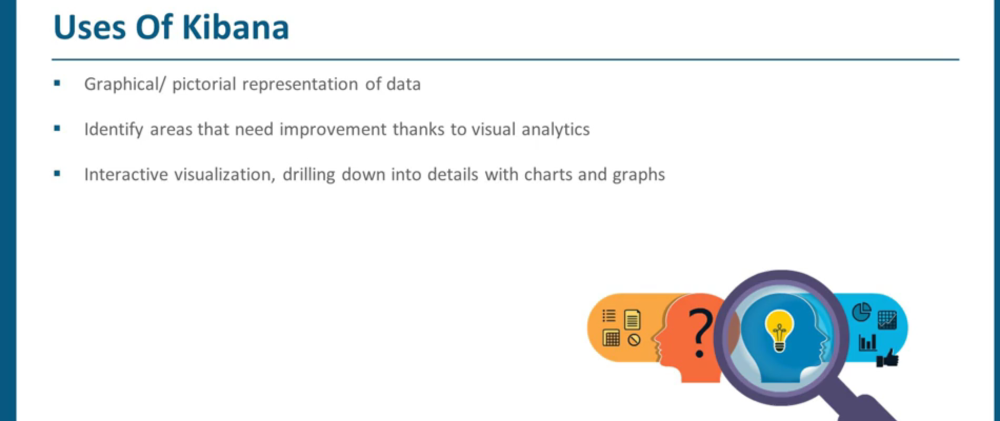 Uses Of Kibana
Graphical/ pictorial representation of data
Identify areas that need improvement thanks to visual analytics
Interactive visualization, drilling down into details with charts and graphs
?